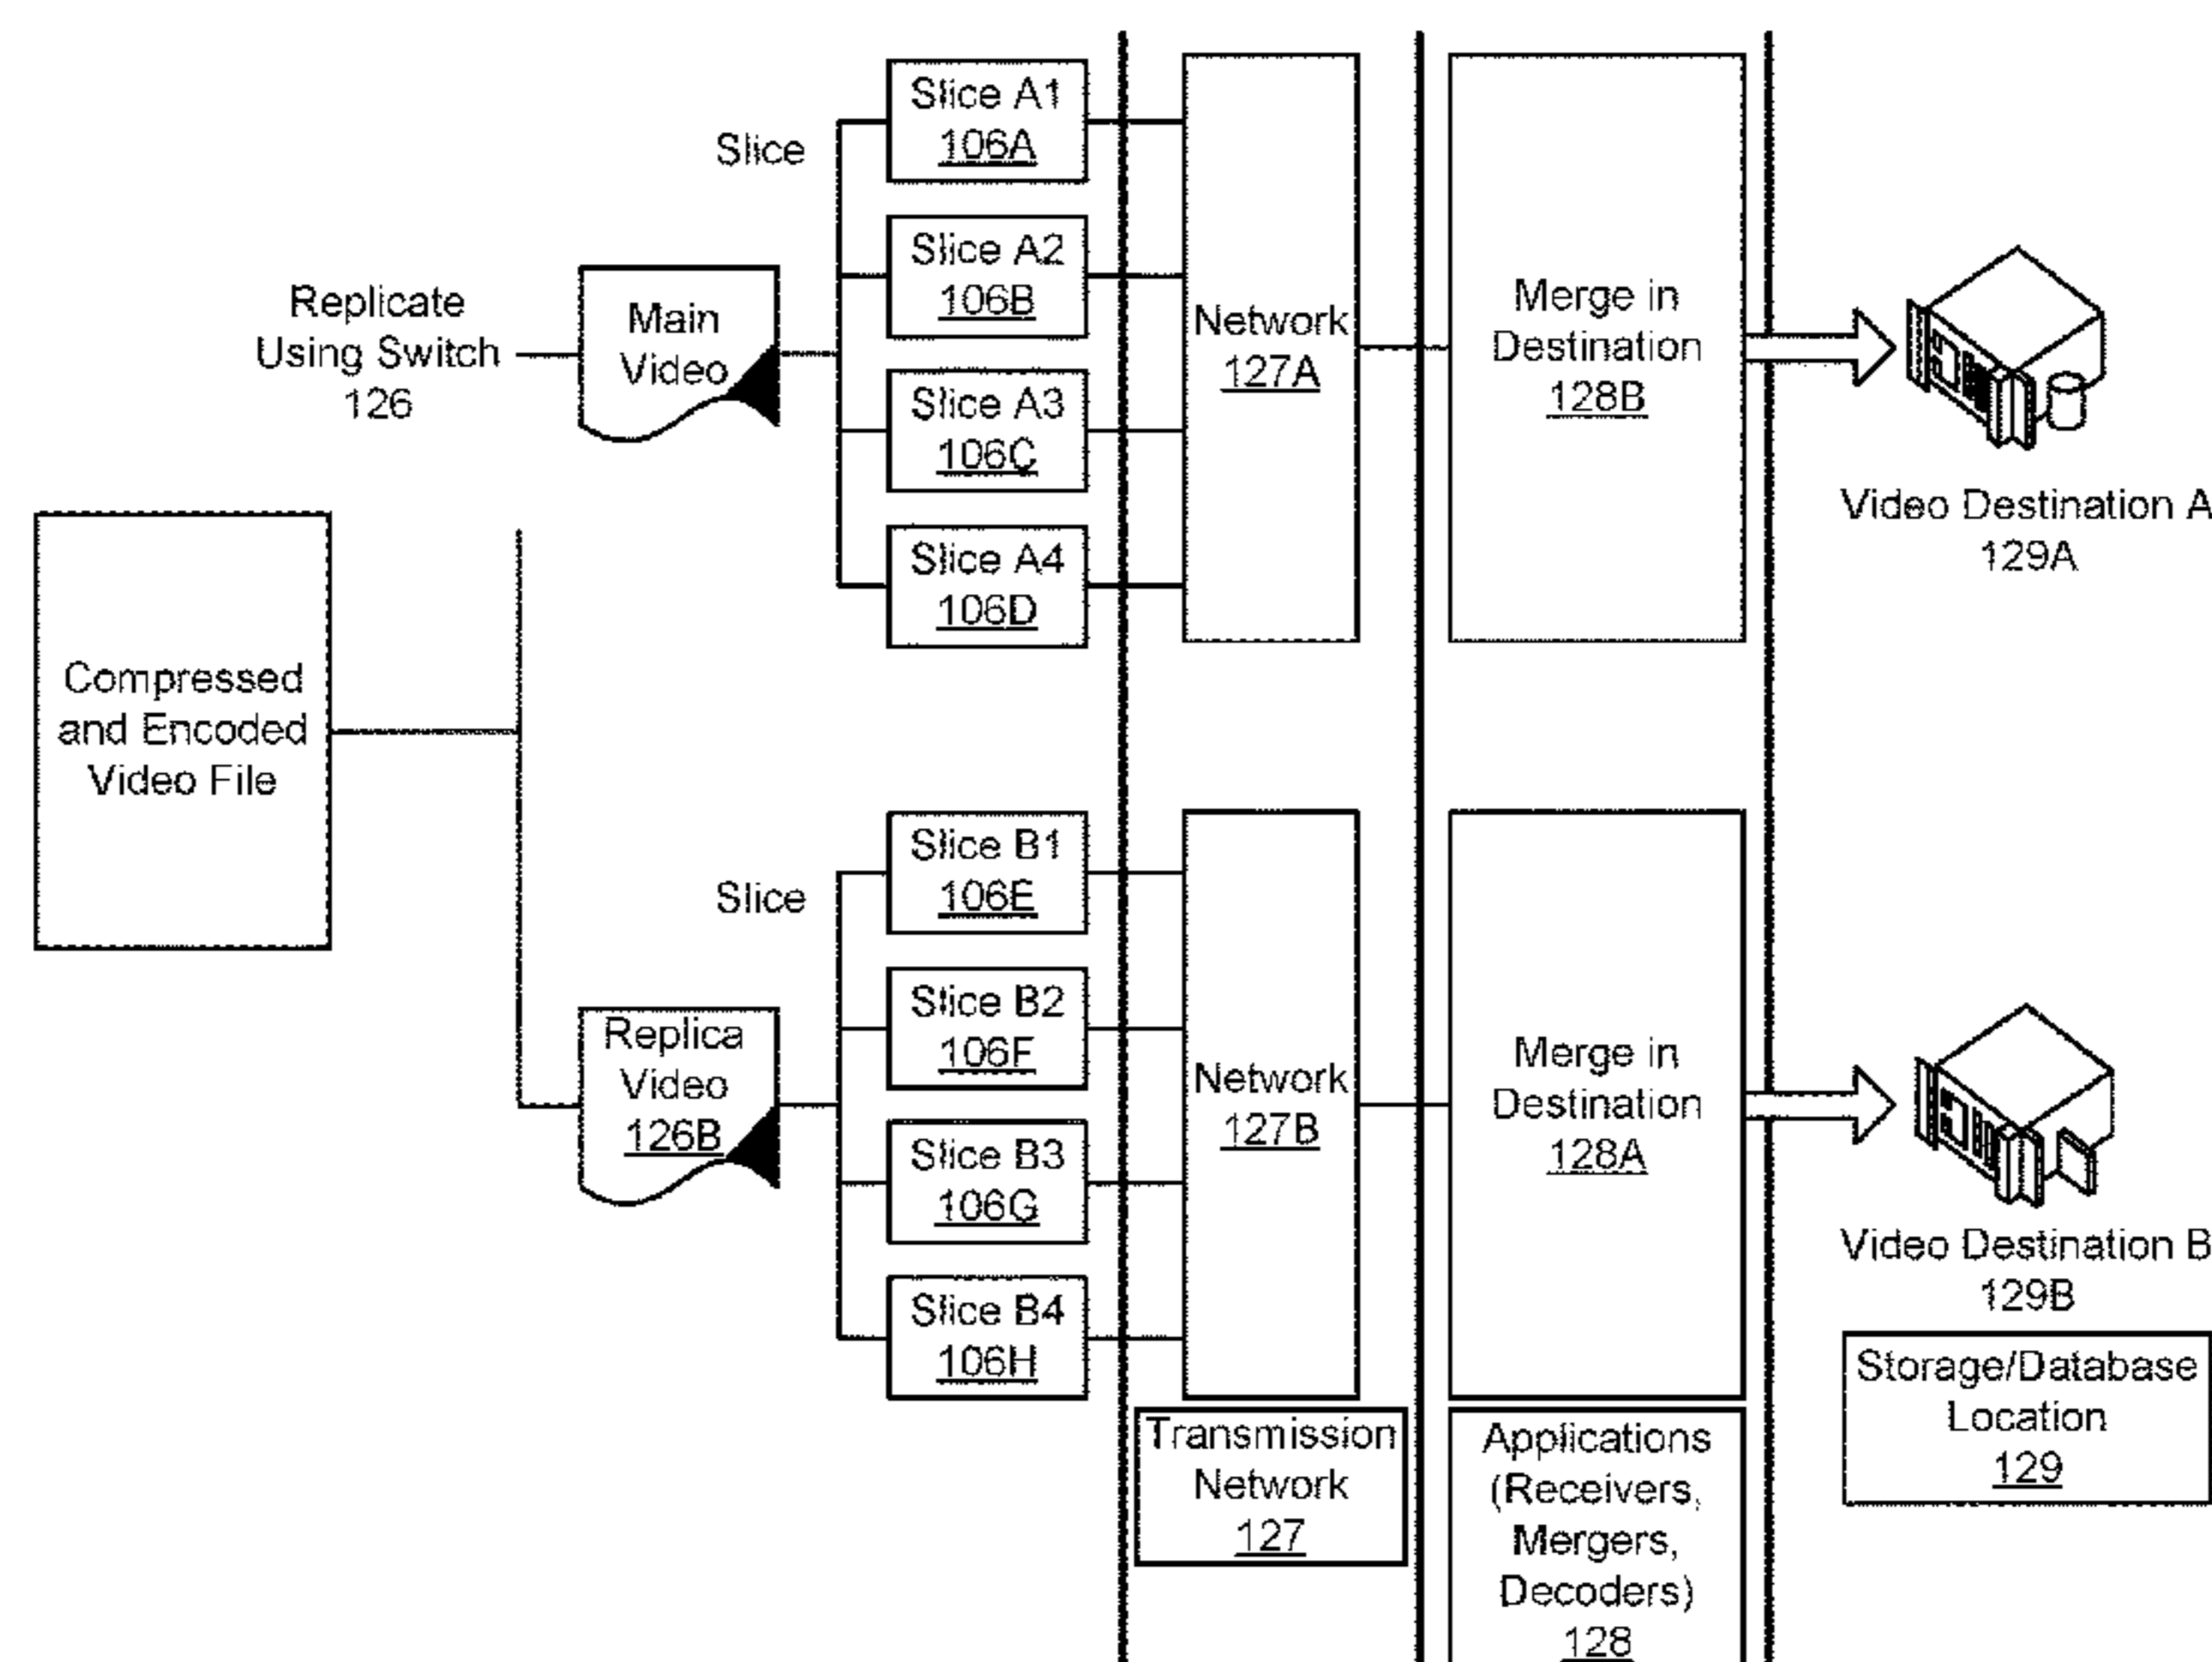 Compressed
and Encoded
Video File
Replicate
Using Switch
126
Main
Video
Slice
Slice A1
106A
Slice A2
106B
Slice A3
106C
Slice A4
106D
Network
127A
Merge in
Destination
128B
Video Destination A
129A
Replica
Video
126B
Slice
Slice B1
106E
Slice B2
106F
Slice B3
106G
Slice B4
106H
Network
127B
Merge in
Destination
128A
Video Destination B
129B
Transmission
Network
127
Applications
(Receivers,
Mergers,
Decoders)
128
Storage/Database
Location
129